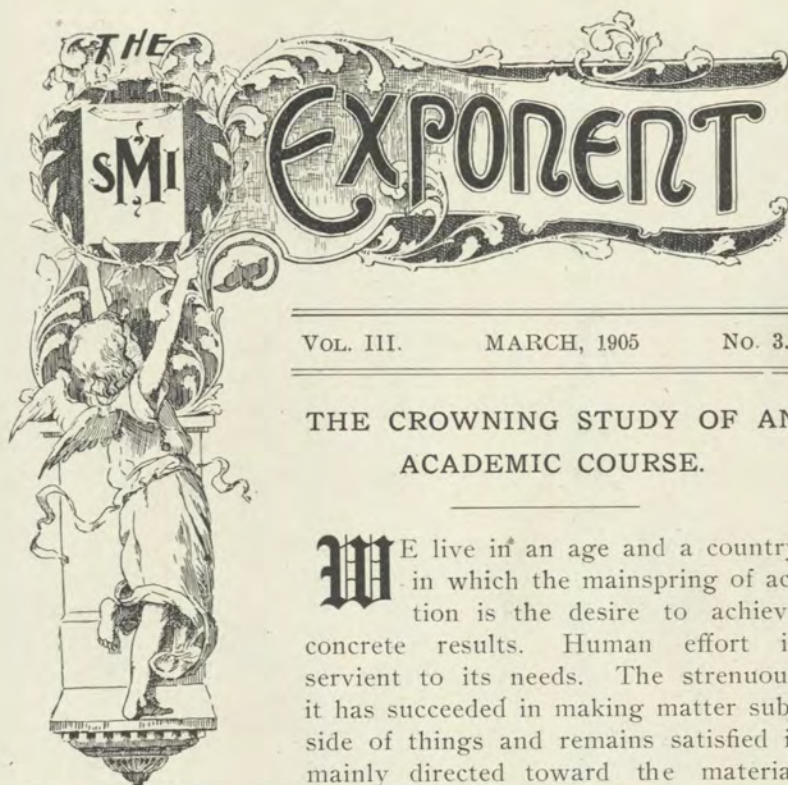 THE
SMI
EXPONENT
VOL. III. MARCH, 1905 No. 3.
THE CROWNING STUDY OF AN
ACADEMIC COURSE.
WE live in an age and a country
in which the mainspring of ac
tion is the desire to achiev
concrete results. Human effort i
servient to its needs. The strenuou
it has succeeded in making matter sub
side of things and remains satisfied i
mainly directed toward the materia